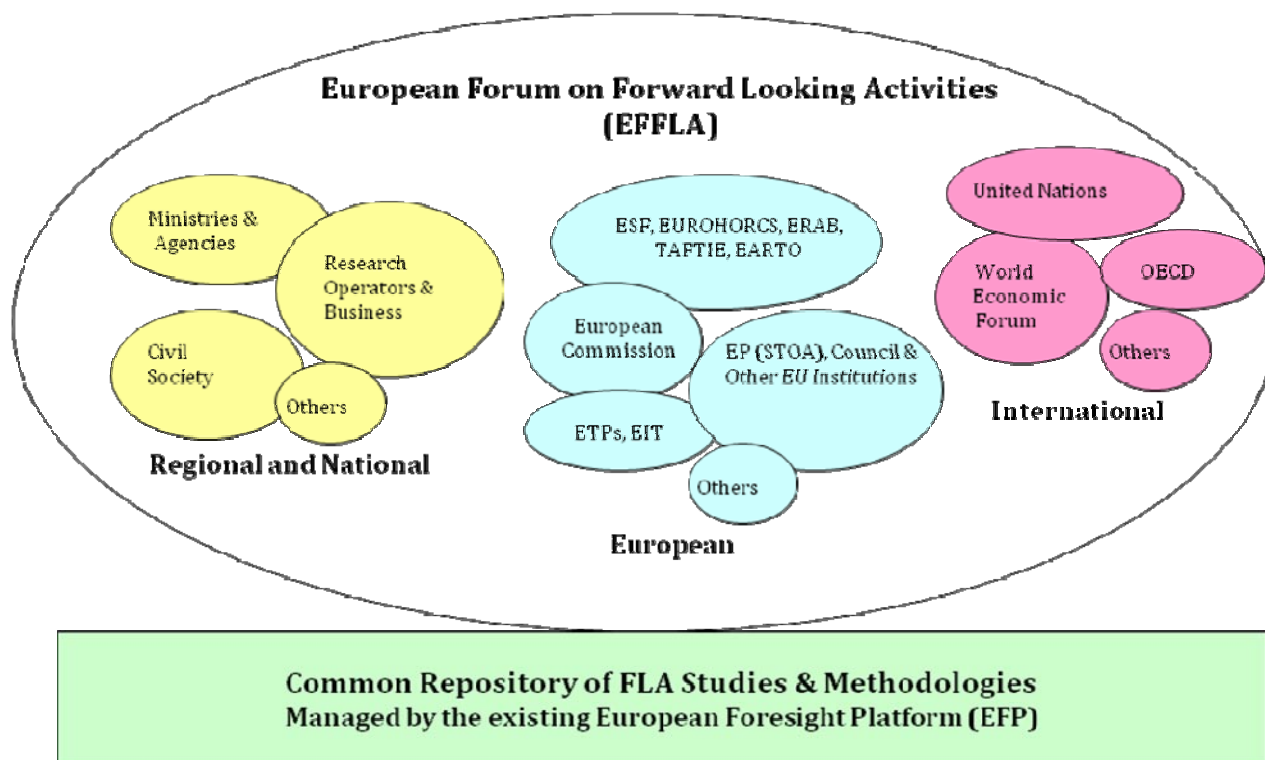 European Forum on Forward Looking Activities
(EFFLA)
Ministries &
Agencies
Research
Operators &
Business
Civil
Society
Others
Regional and National
ESF, EUROHORCS, ERAB,
TAFTIE, EARTO
European
Commission
EP (STOA), Council &
Other EU Institutions
ETPs, EIT
Others
European
United Nations
World
Economic
Forum
OECD
Others
International
Common Repository of FLA Studies & Methodologies
Managed by the existing European Foresight Platform (EFP)